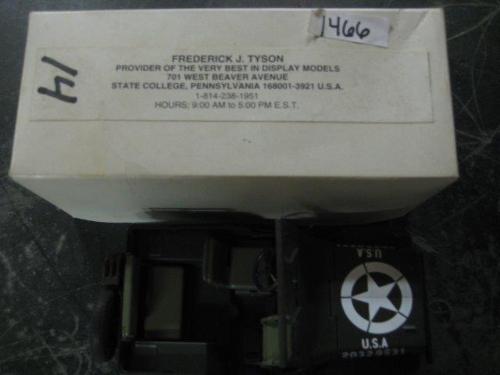 1466
FREDERICK J. TYSON
PROVIDER OF THE VERY BEST IN DISPLAY MODELS
701 WEST BEAVER AVENUE
STATE COLLEGE, PENNSYLVANIA 168001-3921 U.S.A.
1-814-238-1951
HOURS: 9:00 AM to 5:00 PM E.S.T.
14
U.S.A
U.S.A